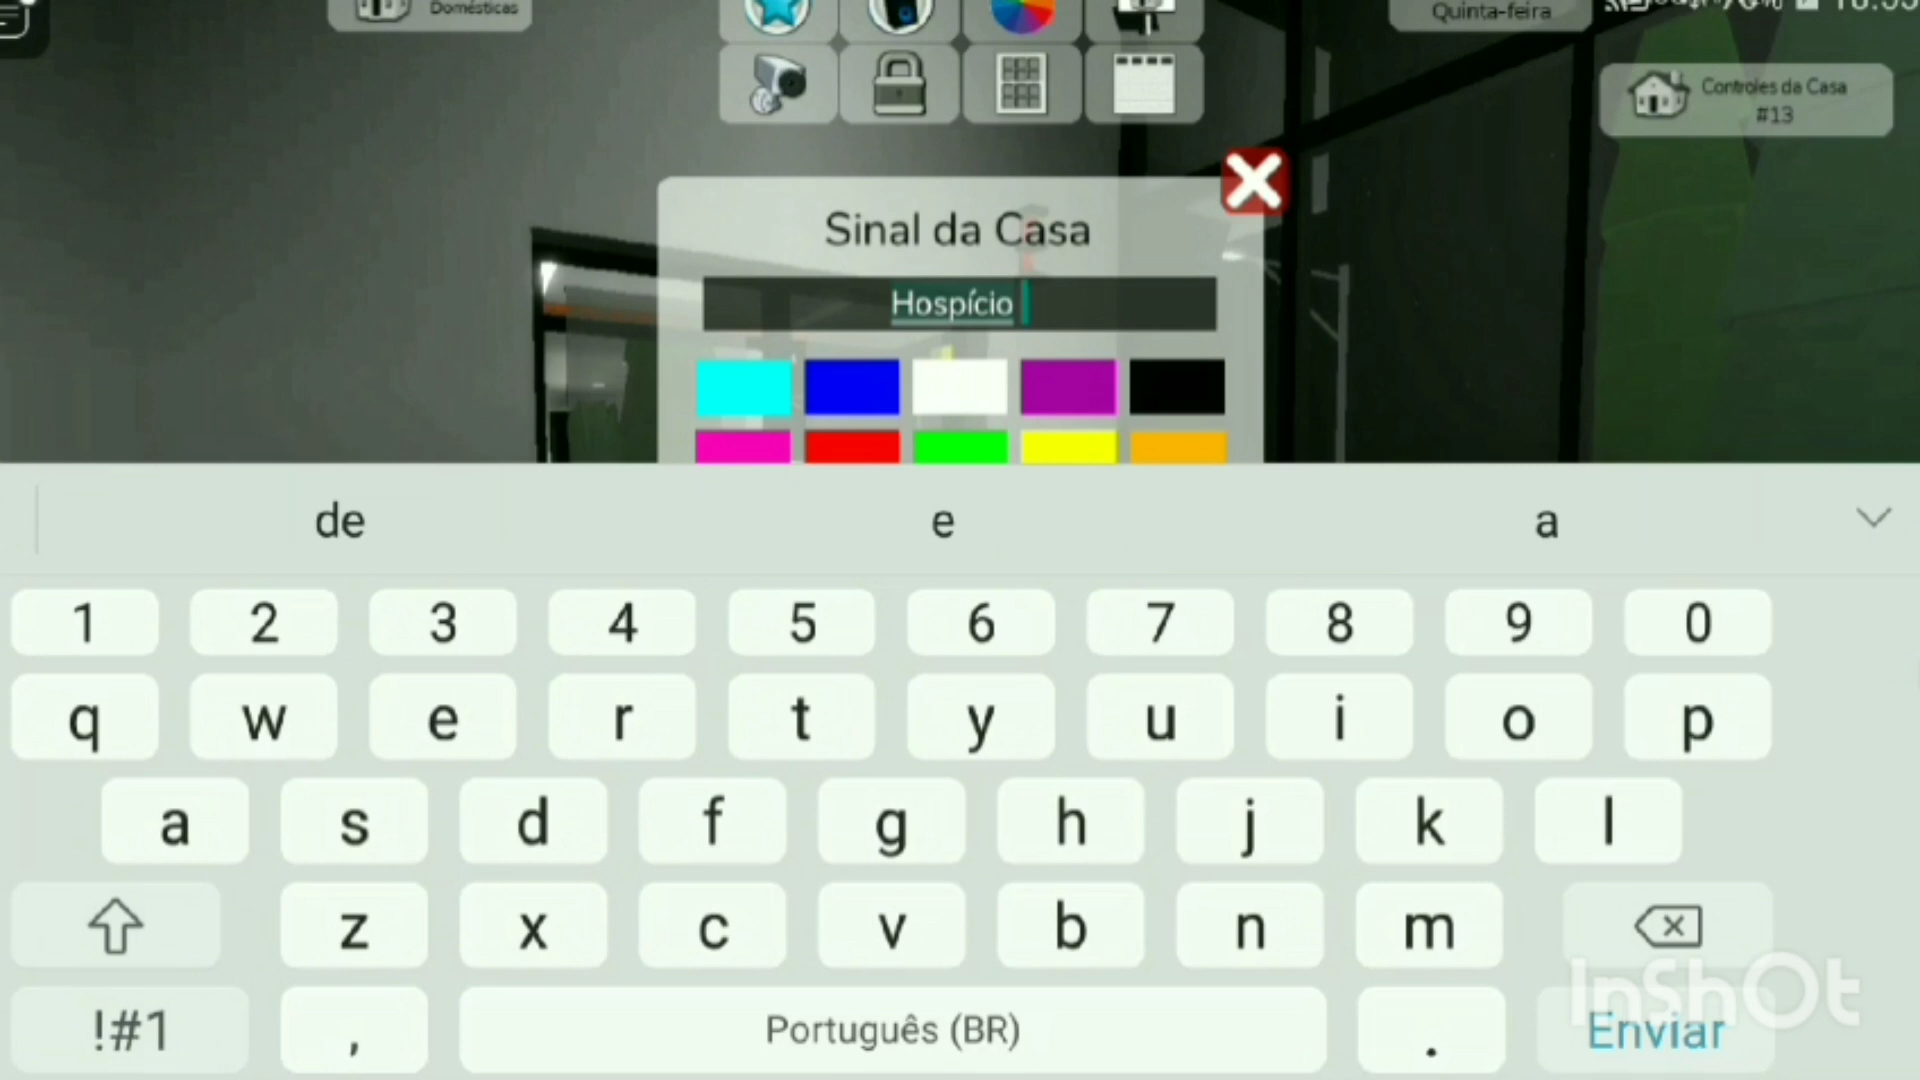 Domésticas
Quinta-feira
Controles da Casa
#13
Sinal da Casa
Hospício
de e a
1 2 3 4 5 6 7 8 9 0
q w e r t y u i o p
a s d f g h j k l
z x c v b n m
!#1 , Português (BR) . Enviar
InShOt